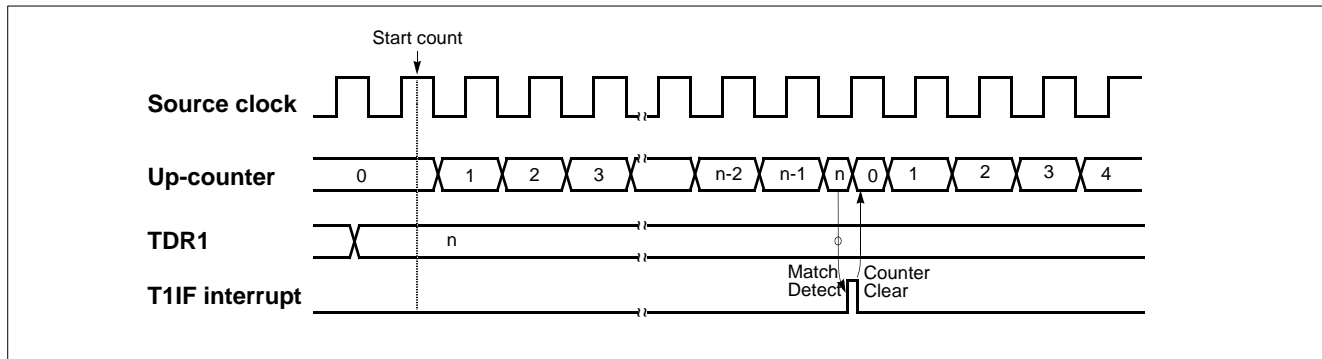 Start count
Source clock
Up-counter
0 1 2 3 n-2 n-1 n 0 1 2 3 4
TDR1
n
Match Detect
Counter Clear
T1IF interrupt